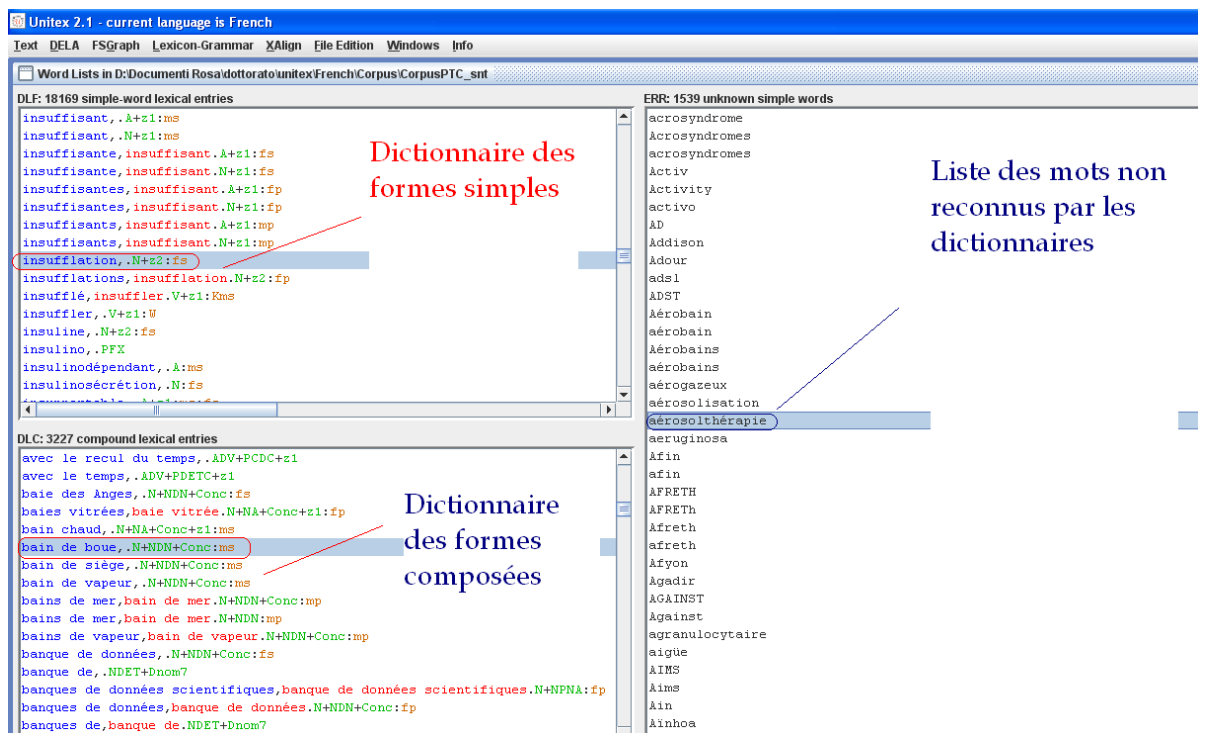 Unitex 2.1 - current language is French
Text DELA FSGraph Lexicon-Grammar XAlign File Edition Windows Info
Word Lists in D:\Documenti Rosa\dottorato\unitex\French\Corpus\CorpusPTC_snt
DLF: 18169 simple-word lexical entries
insuffisant,.A+z1:ms
insuffisant,.N+z1:ms
insuffisante,insuffisant.A+z1:fs
insuffisante,insuffisant.N+z1:fs
insuffisantes,insuffisant.A+z1:fp
insuffisantes,insuffisant.N+z1:fp
insuffisants,insuffisant.A+z1:mp
insuffisants,insuffisant.N+z1:mp
insufflation,.N+z2:fs
insufflations,insufflation.N+z2:fp
insufflé,insuffler.V+z1:Kms
insuffler,.V+z1:W
insuline,.N+z2:fs
insulino,.PFX
insulinodépendant,.A:ms
insulinosécrétion,.N:fs
Dictionnaire des
formes simples
DLC: 3227 compound lexical entries
avec le recul du temps,.ADV+PCDC+z1
avec le temps,.ADV+PDETC+z1
baie des Anges,.N+NDN+Conc:fs
baies vitrées,baie vitrée.N+NA+Conc+z1:fp
bain chaud,.N+NA+Conc+z1:ms
bain de boue,.N+NDN+Conc:ms
bain de siège,.N+NDN+Conc:ms
bain de vapeur,.N+NDN+Conc:ms
bains de mer,bain de mer.N+NDN+Conc:mp
bains de mer,bain de mer.N+NDN:mp
bains de vapeur,bain de vapeur.N+NDN+Conc:mp
banque de données,.N+NDN+Conc:fs
banque de,.NDET+Dnom7
banques de données scientifiques,banque de données scientifiques.N+NPNA:fp
banques de données,banque de données.N+NDN+Conc:fp
banques de,banque de.NDET+Dnom7
Dictionnaire
des formes
composées
ERR: 1539 unknown simple words
acrosyndrome
Acrosyndromes
acrosyndromes
Activ
Activity
activo
AD
Addison
Adour
adsl
ADST
Aérobain
aérobain
Aérobains
aérobains
aérogazeux
aérosolisation
aérosolthérapie
aeruginosa
Afin
afin
AFRETH
AFRETh
Afreth
afreth
Afyon
Agadir
AGAINST
Against
agranulocytaire
aigüe
AIMS
Aims
Ain
Aïnhoa
Liste des mots non
reconnus par les
dictionnaires